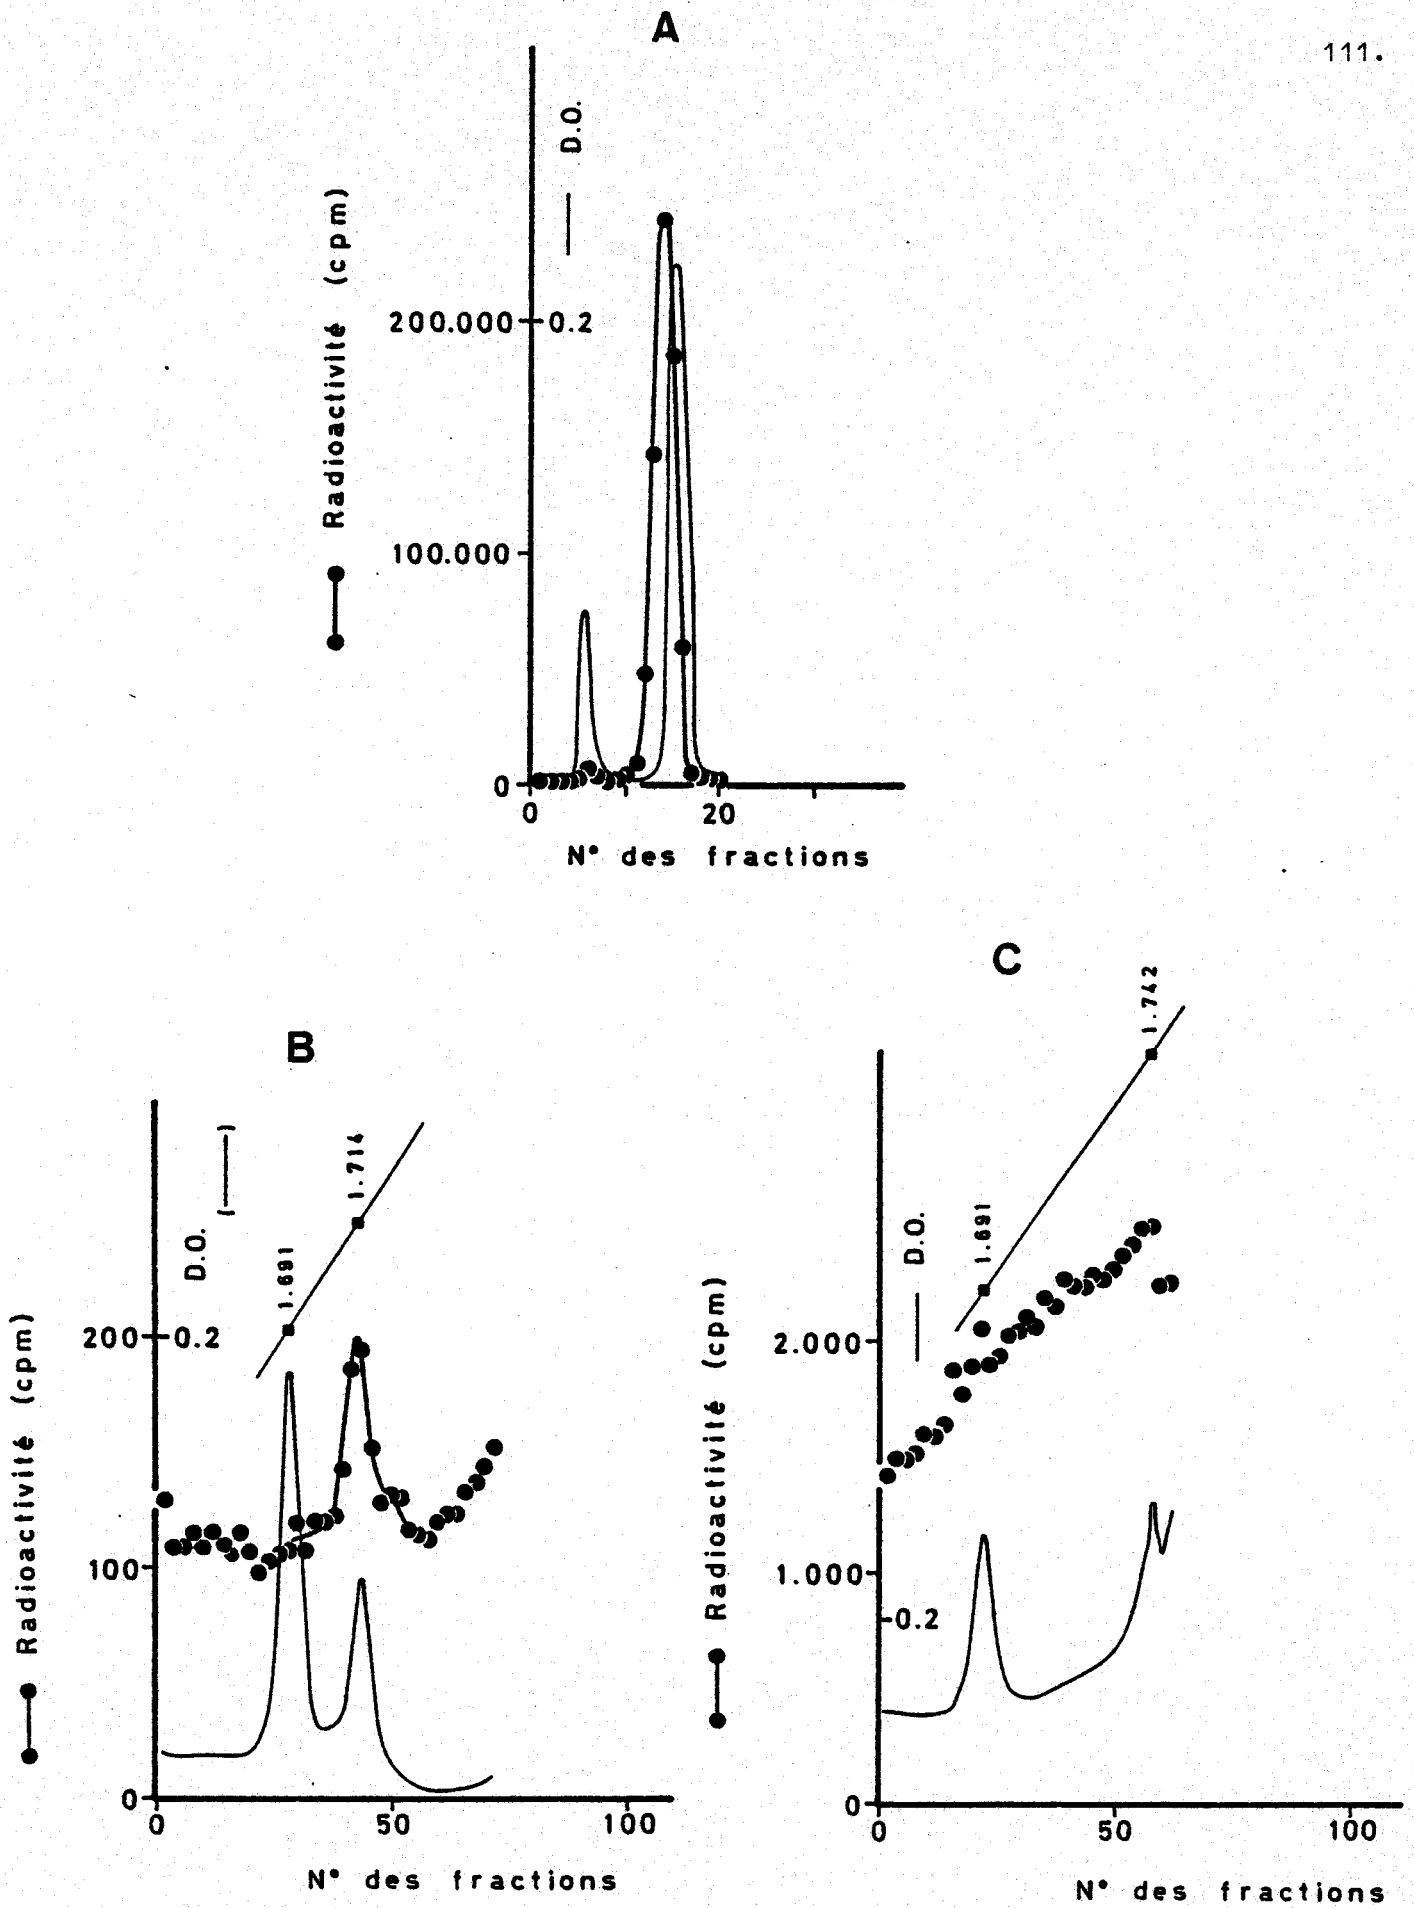 111.
A
D.O.
Radioactivité (cpm)
200.000
0.2
100.000
0
0
20
N° des fractions
B
1.714
D.O.
1.691
200
0.2
100
0
0
50
100
Radioactivité (cpm)
N° des fractions
C
1.742
1.691
D.O.
2.000
1.000
0.2
0
0
50
100
Radioactivité (cpm)
N° des fractions